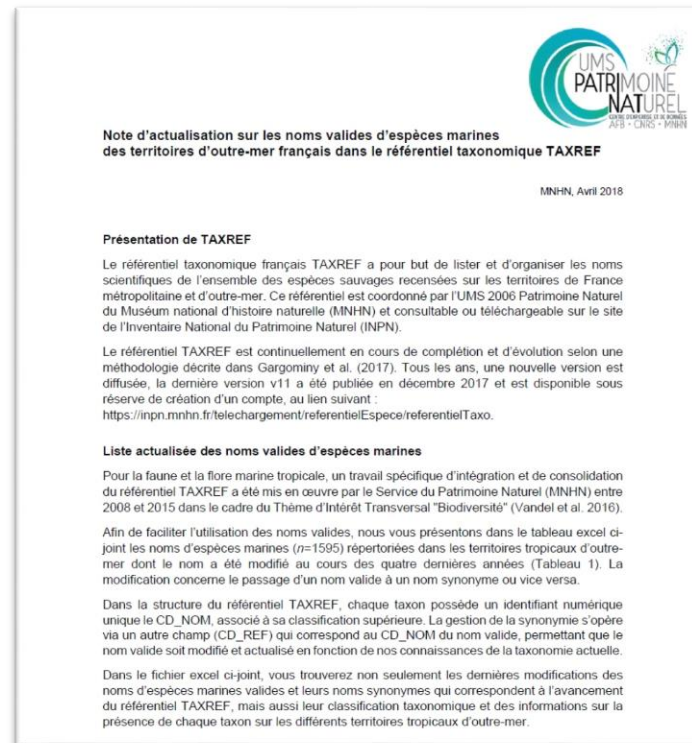 UMS
PATRIMOINE
NATUREL
CENTRE D'EXPERTISE ET DE DONNÉES
AFB • CNRS • MNHN
Note d'actualisation sur les noms valides d'espèces marines
des territoires d'outre-mer français dans le référentiel taxonomique TAXREF
MNHN, Avril 2018
Présentation de TAXREF
Le référentiel taxonomique français TAXREF a pour but de lister et d'organiser les noms
scientifiques de l'ensemble des espèces sauvages recensées sur les territoires de France
métropolitaine et d'outre-mer. Ce référentiel est coordonné par l'UMS 2006 Patrimoine Naturel
du Muséum national d'histoire naturelle (MNHN) et consultable ou téléchargeable sur le site
de l'Inventaire National du Patrimoine Naturel (INPN).
Le référentiel TAXREF est continuellement en cours de complétion et d'évolution selon une
méthodologie décrite dans Gargominy et al. (2017). Tous les ans, une nouvelle version est
diffusée, la dernière version v11 a été publiée en décembre 2017 et est disponible sous
réserve de création d'un compte, au lien suivant :
https://inpn.mnhn.fr/telechargement/referentielEspece/referentielTaxo.
Liste actualisée des noms valides d'espèces marines
Pour la faune et la flore marine tropicale, un travail spécifique d'intégration et de consolidation
du référentiel TAXREF a été mis en œuvre par le Service du Patrimoine Naturel (MNHN) entre
2008 et 2015 dans le cadre du Thème d'Intérêt Transversal "Biodiversité" (Vandel et al. 2016).
Afin de faciliter l'utilisation des noms valides, nous vous présentons dans le tableau excel ci-
joint les noms d'espèces marines (n=1595) répertoriées dans les territoires tropicaux d'outre-
mer dont le nom a été modifié au cours des quatre dernières années (Tableau 1). La
modification concerne le passage d'un nom valide à un nom synonyme ou vice versa.
Dans la structure du référentiel TAXREF, chaque taxon possède un identifiant numérique
unique le CD_NOM, associé à sa classification supérieure. La gestion de la synonymie s'opère
via un autre champ (CD_REF) qui correspond au CD_NOM du nom valide, permettant que le
nom valide soit modifié et actualisé en fonction de nos connaissances de la taxonomie actuelle.
Dans le fichier excel ci-joint, vous trouverez non seulement les dernières modifications des
noms d'espèces marines valides et leurs noms synonymes qui correspondent à l'avancement
du référentiel TAXREF, mais aussi leur classification taxonomique et des informations sur la
présence de chaque taxon sur les différents territoires tropicaux d'outre-mer.